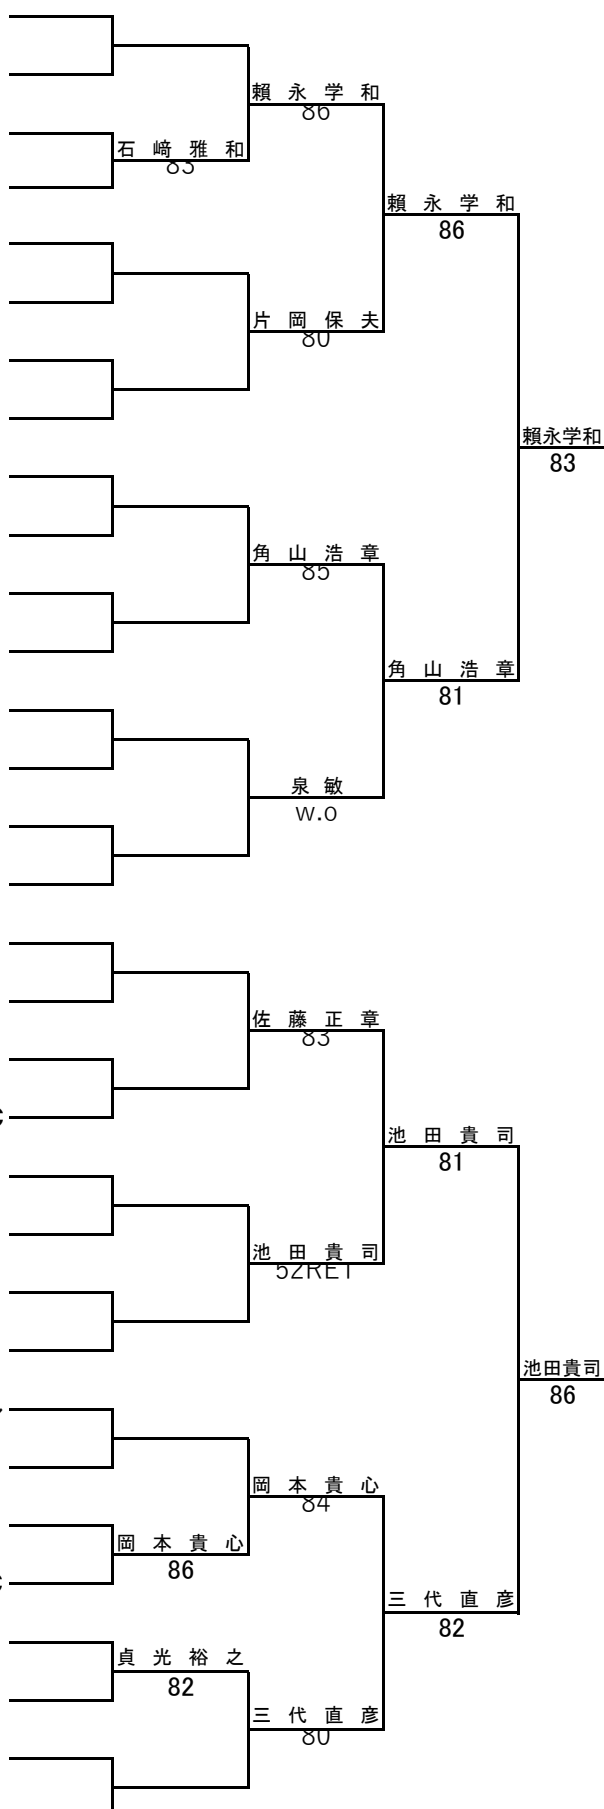 賴永学和
86
石﨑雅和
83
賴永学和
86
片岡保夫
80
賴永学和
83
角山浩章
85
角山浩章
81
泉敏
w.o
佐藤正章
83
池田貴司
81
池田貴司
52RET
池田貴司
86
岡本貴心
84
岡本貴心
86
三代直彦
82
貞光裕之
82
三代直彦
80